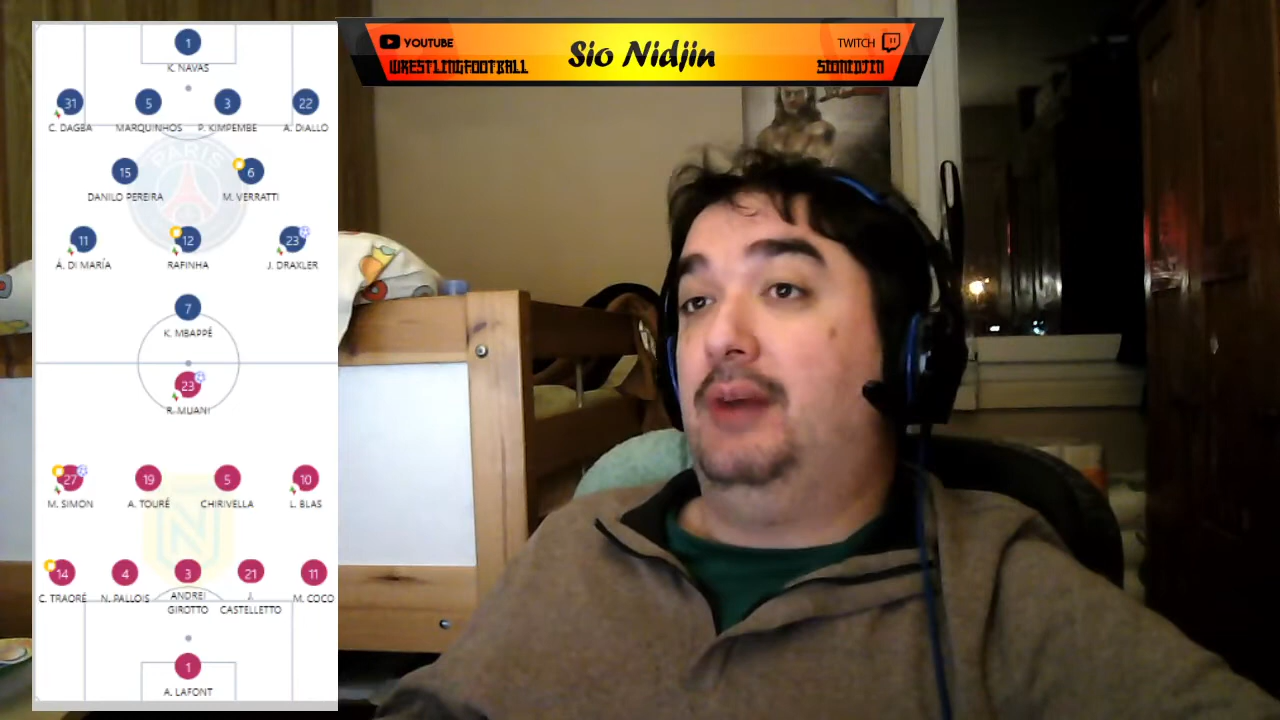 YOUTUBE
WRESTLINGFOOTBALL
Sio Nidjin
TWITCH
SIONIDJIN
1
K. NAVAS
31 5 3 22
C. DAGBA MARQUINHOS P. KIMPEMBE A. DIALLO
PARIS
15 6
DANILO PEREIRA M. VERRATTI
11 12 23
Á. DI MARÍA RAFINHA J. DRAXLER
7
K. MBAPPÉ
23
R. MUANI
27 19 5 10
M. SIMON A. TOURÉ CHIRIVELLA L. BLAS
N
14 4 3 21 11
C. TRAORÉ N. PALLOIS ANDREI GIROTTO J. CASTELLETTO M. COCO
1
A. LAFONT